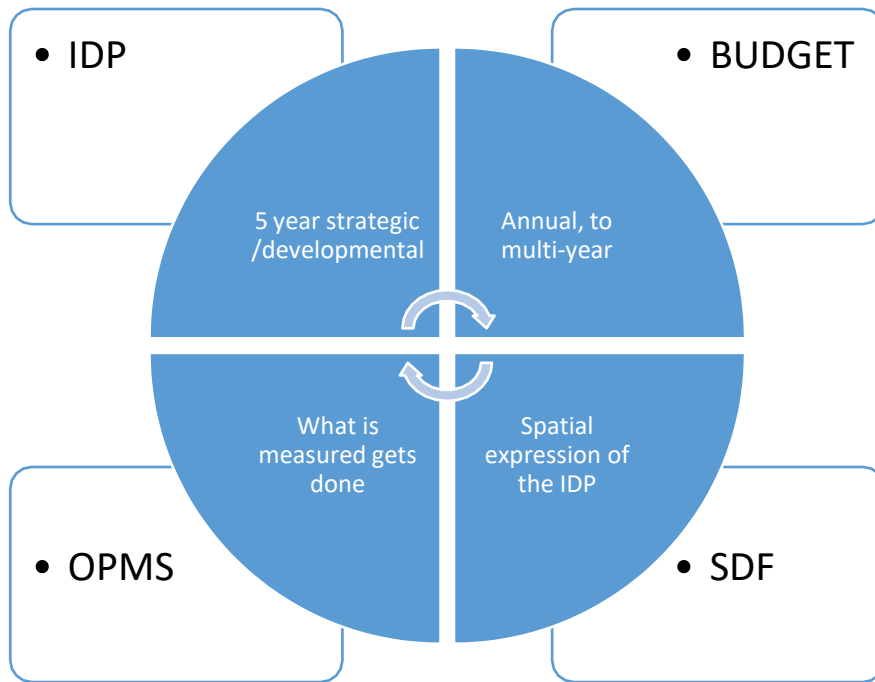 • IDP
• BUDGET
5 year strategic
/developmental
Annual, to
multi-year
What is
measured gets
done
Spatial
expression of
the IDP
• OPMS
• SDF